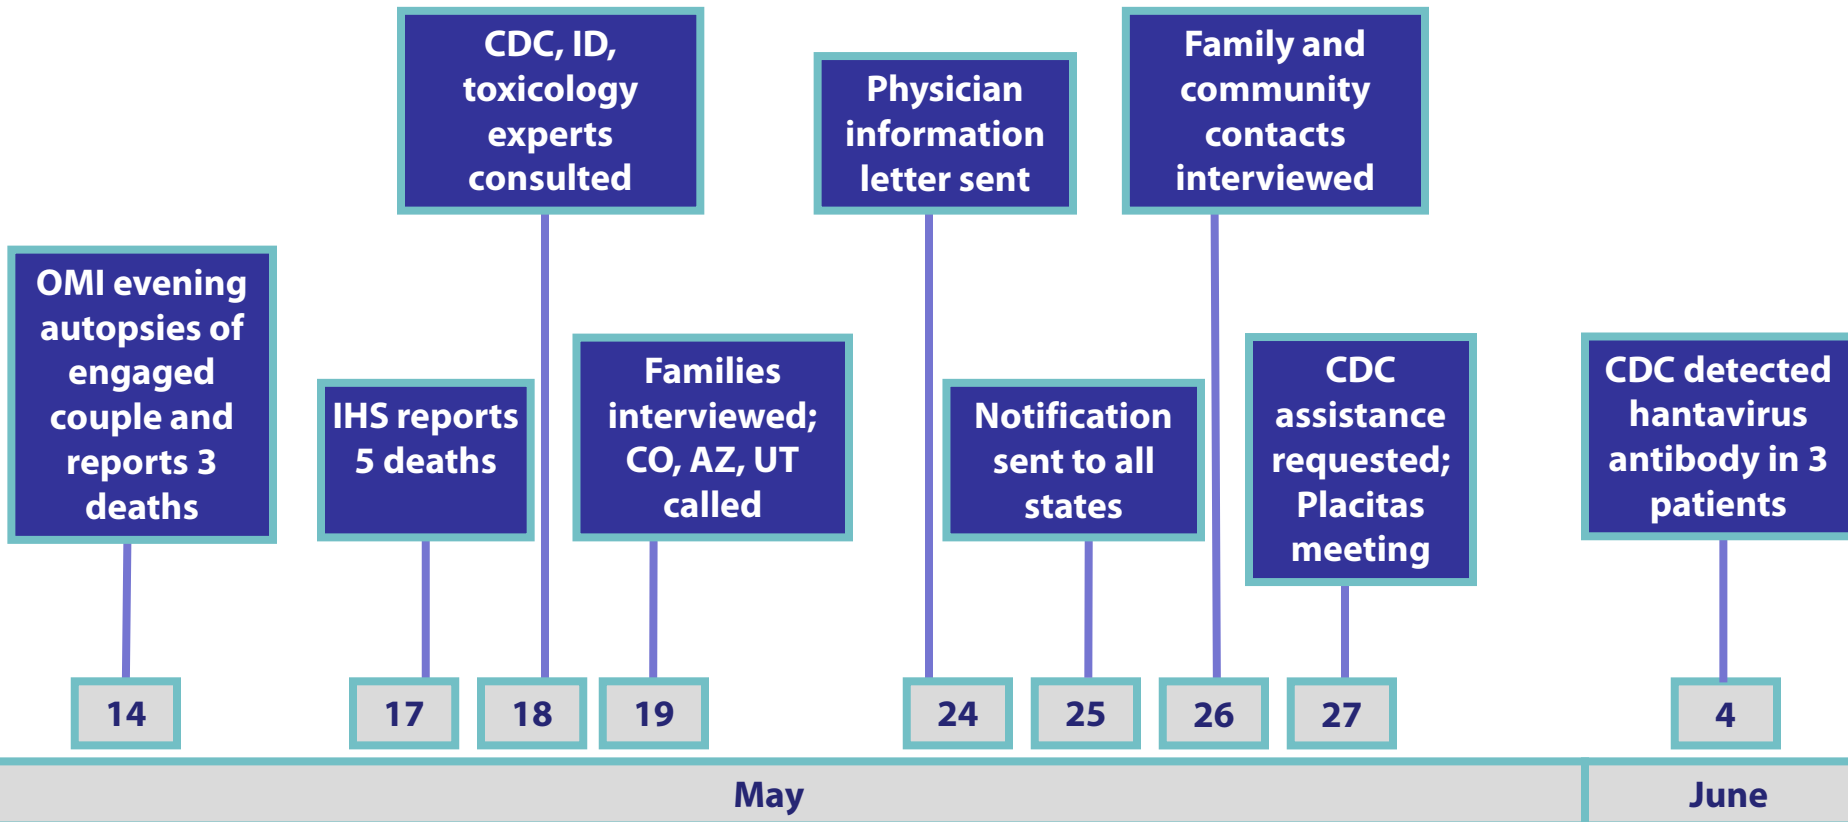 OMI evening
autopsies of
engaged
couple and
reports 3
deaths
IHS reports
5 deaths
CDC, ID,
toxicology
experts
consulted
Families
interviewed;
CO, AZ, UT
called
Physician
information
letter sent
Notification
sent to all
states
Family and
community
contacts
interviewed
CDC
assistance
requested;
Placitas
meeting
CDC detected
hantavirus
antibody in 3
patients
14
17
18
19
24
25
26
27
4
May
June